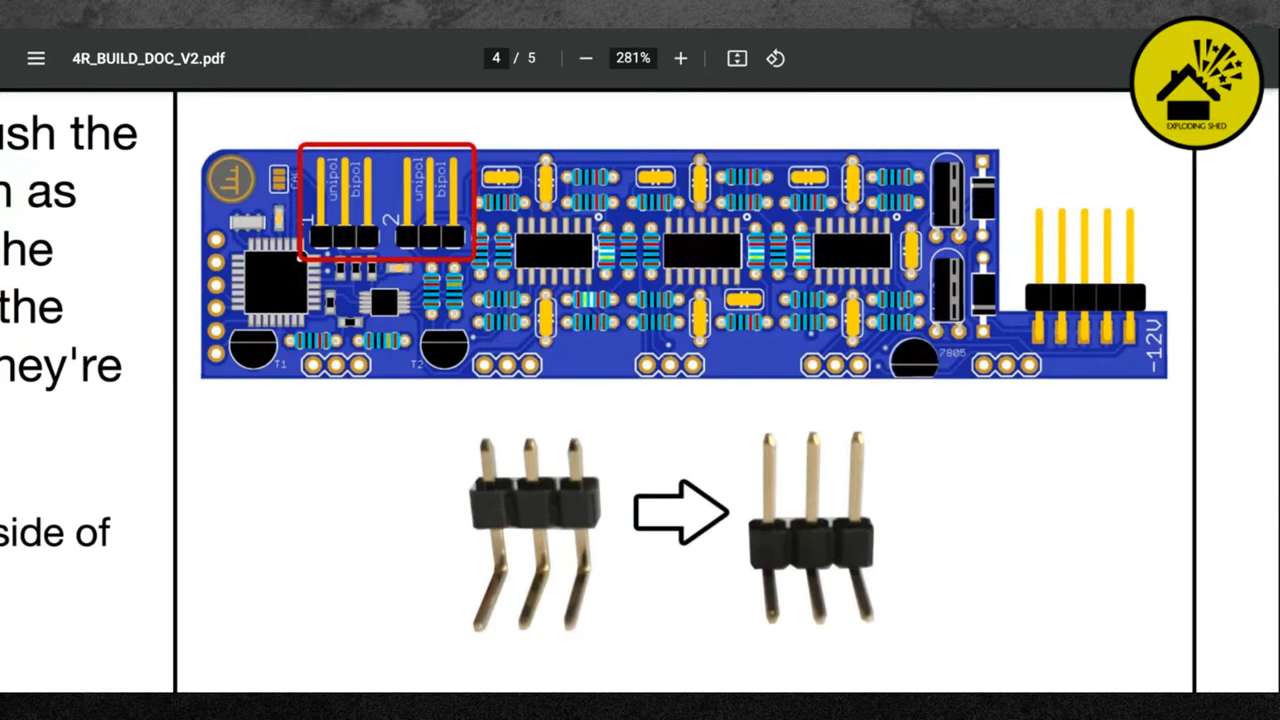 4R_BUILD_DOC_V2.pdf
4 / 5
281%
EXPLODING SHED
ush the
n as
he
the
hey're
side of
1
unipol
bipol
2
unipol
bipol
T1
T2
7805
-12V